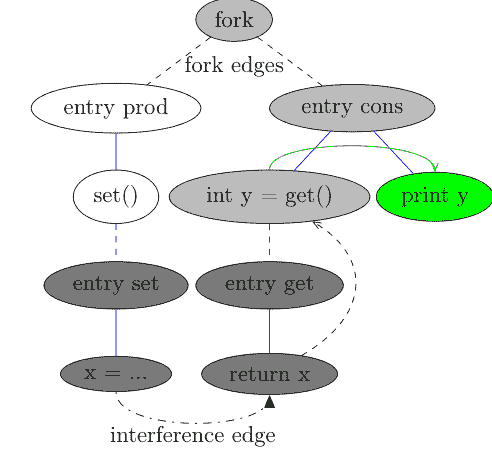 fork
fork edges
entry prod
entry cons
set()
int y = get()
print y
entry set
entry get
x = ...
return x
interference edge